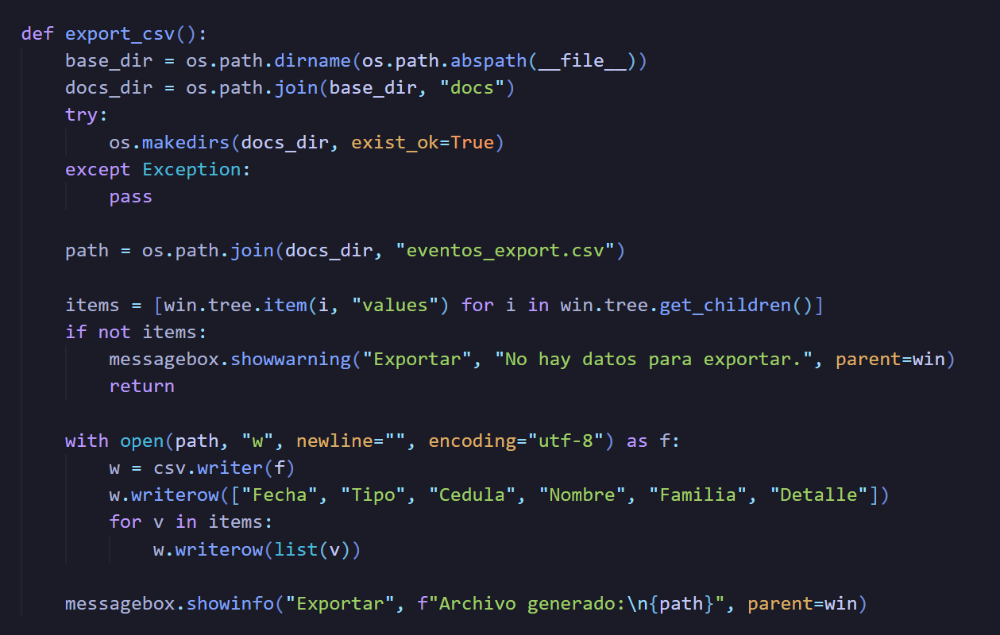 def export_csv():
    base_dir = os.path.dirname(os.path.abspath(__file__))
    docs_dir = os.path.join(base_dir, "docs")
    try:
        os.makedirs(docs_dir, exist_ok=True)
    except Exception:
        pass

    path = os.path.join(docs_dir, "eventos_export.csv")

    items = [win.tree.item(i, "values") for i in win.tree.get_children()]
    if not items:
        messagebox.showwarning("Exportar", "No hay datos para exportar.", parent=win)
        return

    with open(path, "w", newline="", encoding="utf-8") as f:
        w = csv.writer(f)
        w.writerow(["Fecha", "Tipo", "Cedula", "Nombre", "Familia", "Detalle"])
        for v in items:
            w.writerow(list(v))

    messagebox.showinfo("Exportar", f"Archivo generado:\n{path}", parent=win)